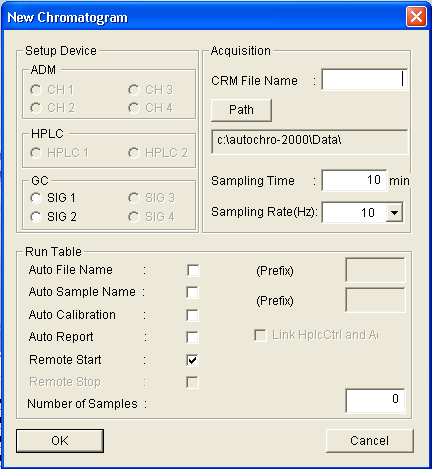 New Chromatogram
Setup Device
ADM
CH 1 CH 3
CH 2 CH 4
HPLC
HPLC 1 HPLC 2
GC
SIG 1 SIG 3
SIG 2 SIG 4
Acquisition
CRM File Name :
Path
c:\autochro-2000\Data\
Sampling Time : 10 min
Sampling Rate(Hz): 10
Run Table
Auto File Name : (Prefix)
Auto Sample Name : (Prefix)
Auto Calibration :
Auto Report : Link HplcCtrl and
Remote Start :
Remote Stop :
Number of Samples : 0
OK Cancel